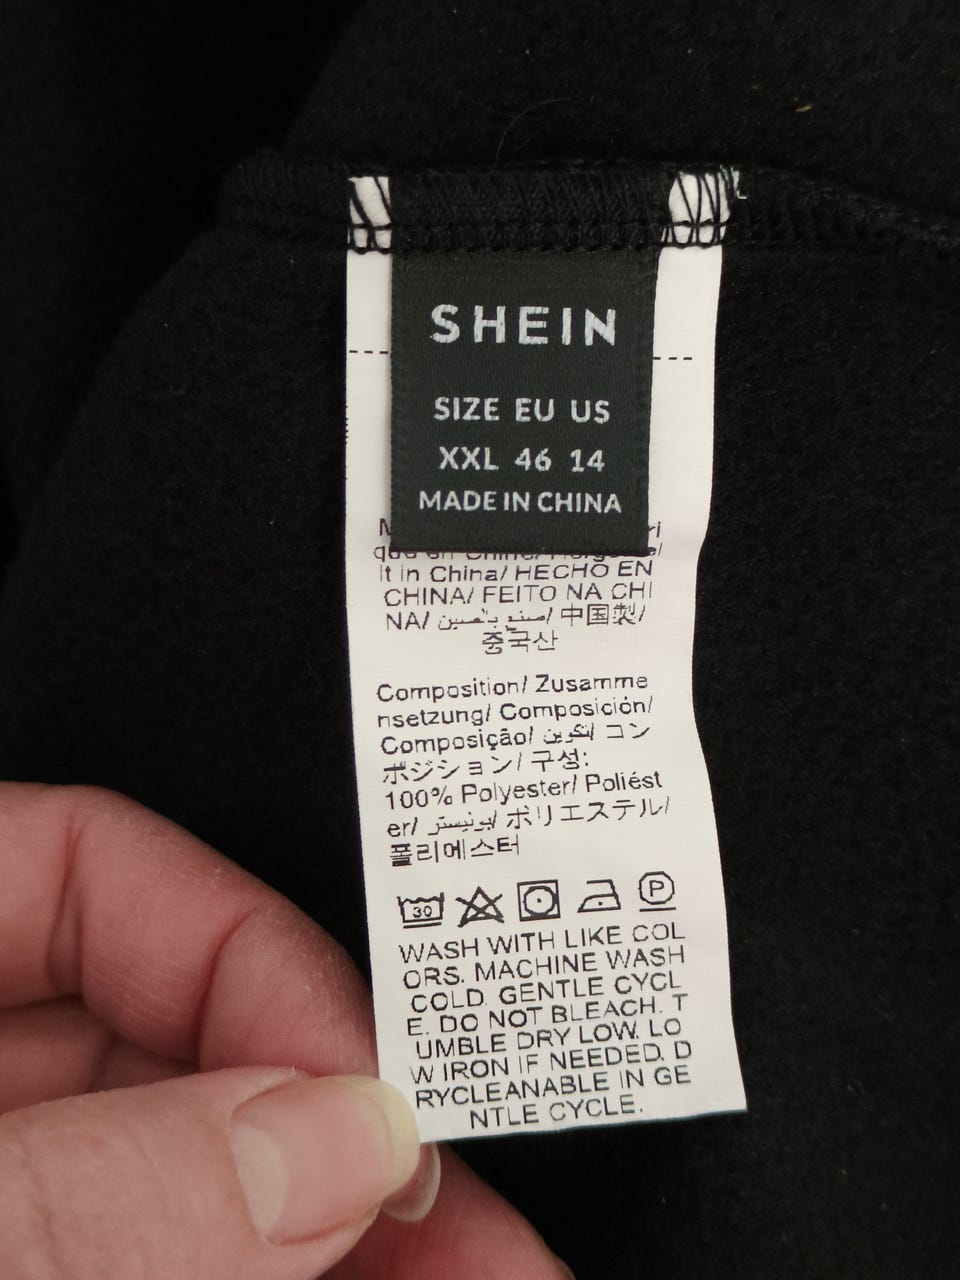 SHEIN
SIZE EU US
XXL 46 14
MADE IN CHINA
lt in China/ HECHO EN
CHINA/ FEITO NA CHI
NA/ صنع بالصين/ 中国製/
중국산
Composition/ Zusamme
nsetzung/ Composición/
Composição/ التكوين/ コン
ポジション/ 구성:
100% Polyester/ Poliést
er/ بوليستر/ ポリエステル/
폴리에스터
30 P
WASH WITH LIKE COL
ORS. MACHINE WASH
COLD. GENTLE CYCL
E. DO NOT BLEACH. T
UMBLE DRY LOW. LO
W IRON IF NEEDED. D
RYCLEANABLE IN GE
NTLE CYCLE.